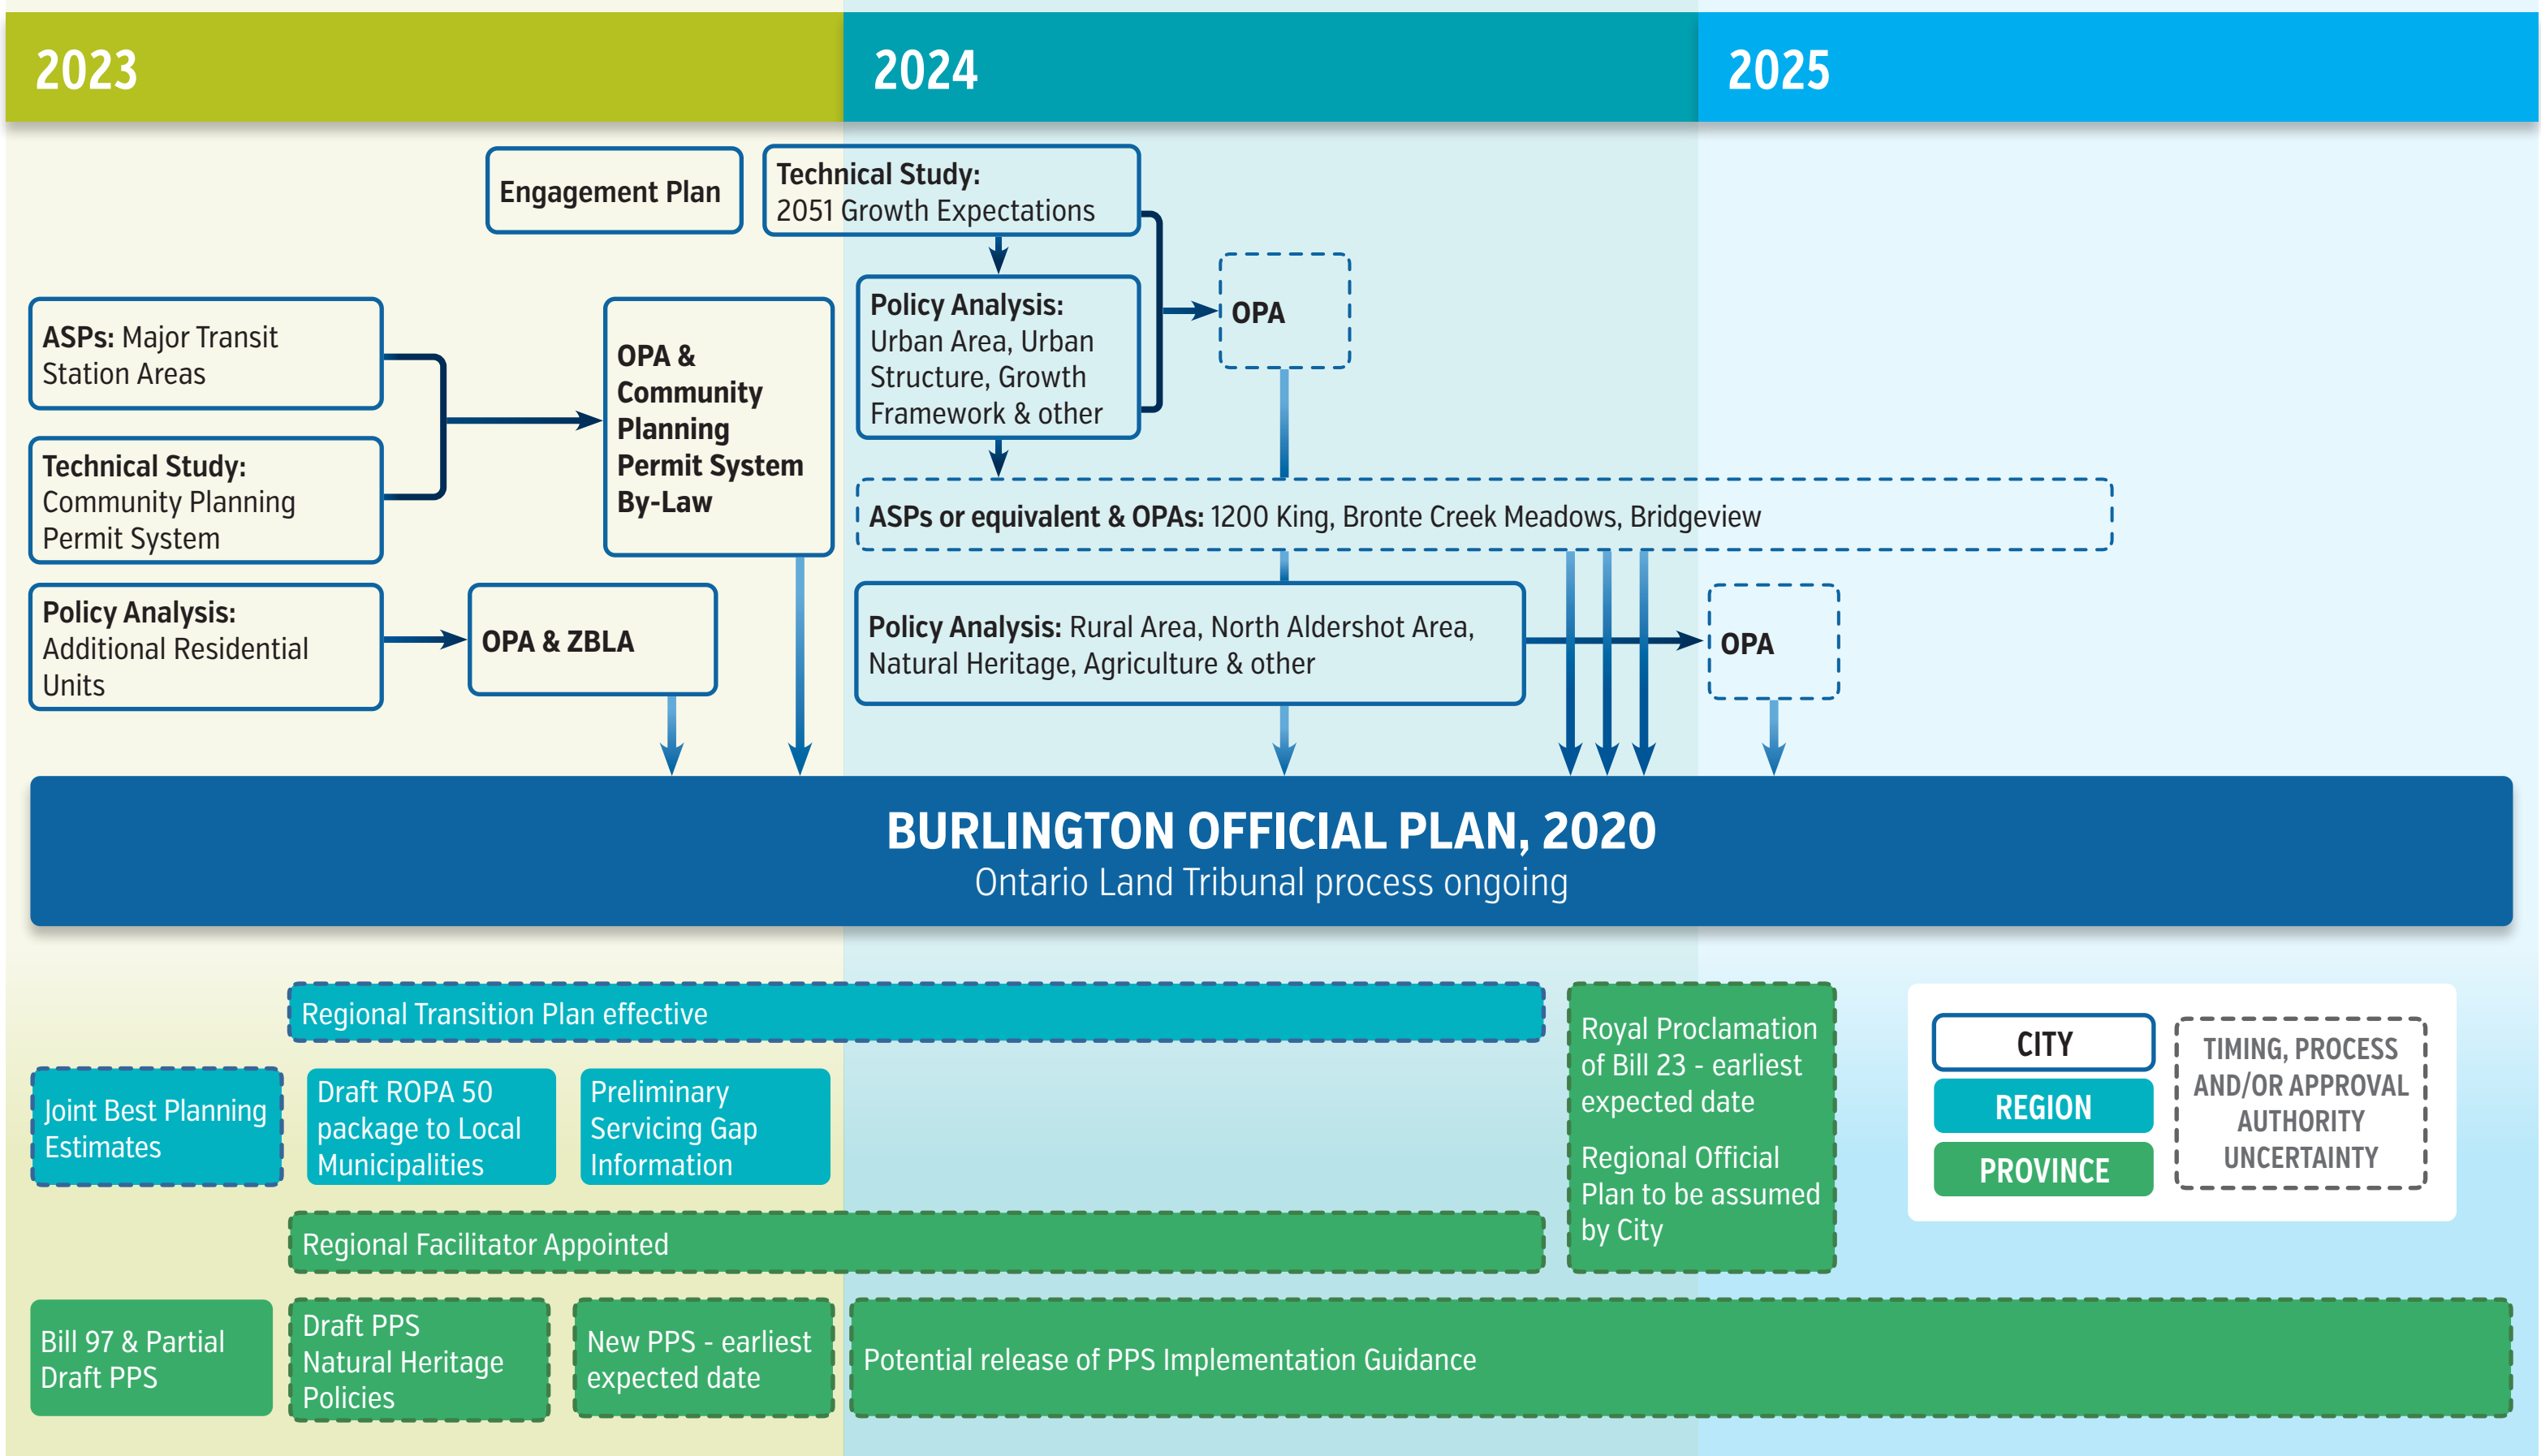 2023
2024
2025
Engagement Plan
Technical Study:
2051 Growth Expectations
ASPs: Major Transit
Station Areas
Technical Study:
Community Planning
Permit System
OPA &
Community
Planning
Permit System
By-Law
Policy Analysis:
Urban Area, Urban
Structure, Growth
Framework & other
OPA
ASPs or equivalent & OPAs: 1200 King, Bronte Creek Meadows, Bridgeview
Policy Analysis:
Additional Residential
Units
OPA & ZBLA
Policy Analysis: Rural Area, North Aldershot Area,
Natural Heritage, Agriculture & other
OPA
BURLINGTON OFFICIAL PLAN, 2020
Ontario Land Tribunal process ongoing
Regional Transition Plan effective
Joint Best Planning
Estimates
Draft ROPA 50
package to Local
Municipalities
Preliminary
Servicing Gap
Information
Royal Proclamation
of Bill 23 - earliest
expected date
Regional Official
Plan to be assumed
by City
CITY
REGION
PROVINCE
TIMING, PROCESS
AND/OR APPROVAL
AUTHORITY
UNCERTAINTY
Regional Facilitator Appointed
Bill 97 & Partial
Draft PPS
Draft PPS
Natural Heritage
Policies
New PPS - earliest
expected date
Potential release of PPS Implementation Guidance